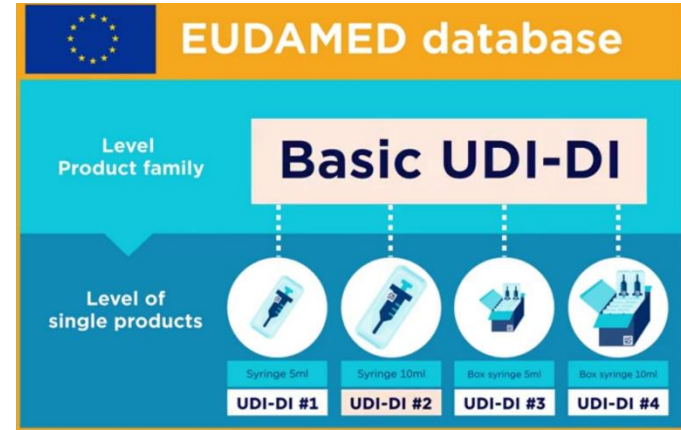 EUDAMED database
Level
Product family
Basic UDI-DI
Level of
single products
Syringe 5ml
Syringe 10ml
Box syringe 5ml
Box syringe 10ml
UDI-DI #1
UDI-DI #2
UDI-DI #3
UDI-DI #4